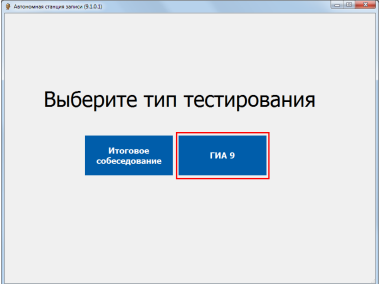 Автономная станция записи (9.1.0.1)
Выберите тип тестирования
Итоговое
собеседование
ГИА 9